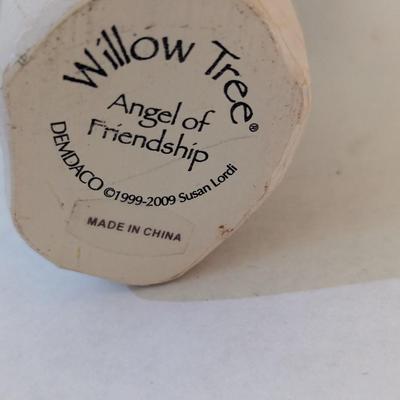 Willow Tree®
Angel of
Friendship
DEMDACO ©1999-2009 Susan Lordi
MADE IN CHINA